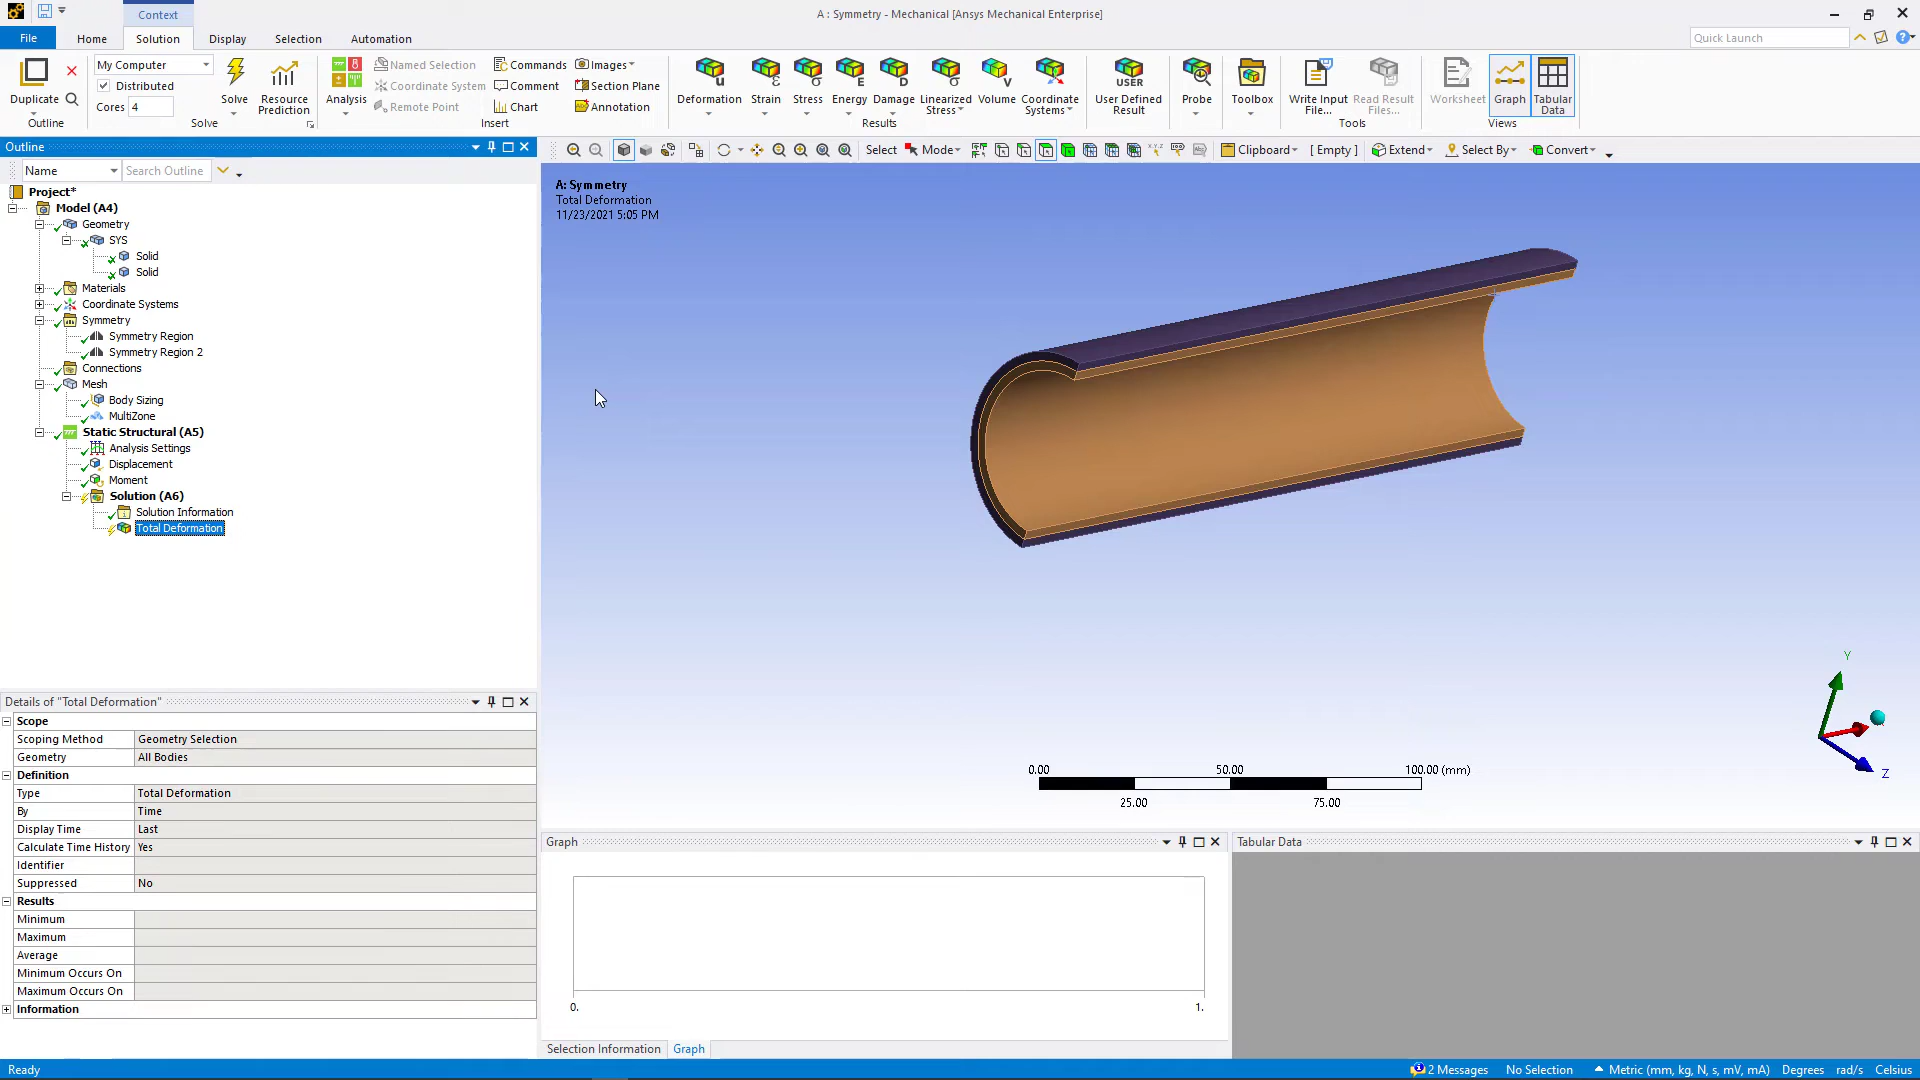 Context
A : Symmetry - Mechanical [Ansys Mechanical Enterprise]
File Home Solution Display Selection Automation
Quick Launch
Duplicate
Outline
My Computer
Distributed
Cores 4
Solve
Resource Prediction
Solve
Analysis
Named Selection
Coordinate System
Remote Point
Commands
Comment
Chart
Images
Section Plane
Annotation
Insert
Deformation
Strain
Stress
Energy
Damage
Linearized Stress
Volume
Coordinate Systems
User Defined Result
Results
Probe
Toolbox
Write Input File...
Read Result Files...
Tools
Worksheet
Graph
Tabular Data
Views
Outline
Name
Search Outline
Select Mode Clipboard [ Empty ] Extend Select By Convert
Project*
Model (A4)
Geometry
SYS
Solid
Solid
Materials
Coordinate Systems
Symmetry
Symmetry Region
Symmetry Region 2
Connections
Mesh
Body Sizing
MultiZone
Static Structural (A5)
Analysis Settings
Displacement
Moment
Solution (A6)
Solution Information
Total Deformation
A: Symmetry
Total Deformation
11/23/2021 5:05 PM
Y
Z
0.00 50.00 100.00 (mm)
25.00 75.00
Details of "Total Deformation"
Scope
Scoping Method Geometry Selection
Geometry All Bodies
Definition
Type Total Deformation
By Time
Display Time Last
Calculate Time History Yes
Identifier
Suppressed No
Results
Minimum
Maximum
Average
Minimum Occurs On
Maximum Occurs On
Information
Graph
0. 1.
Selection Information Graph
Tabular Data
Ready
2 Messages No Selection Metric (mm, kg, N, s, mV, mA) Degrees rad/s Celsius